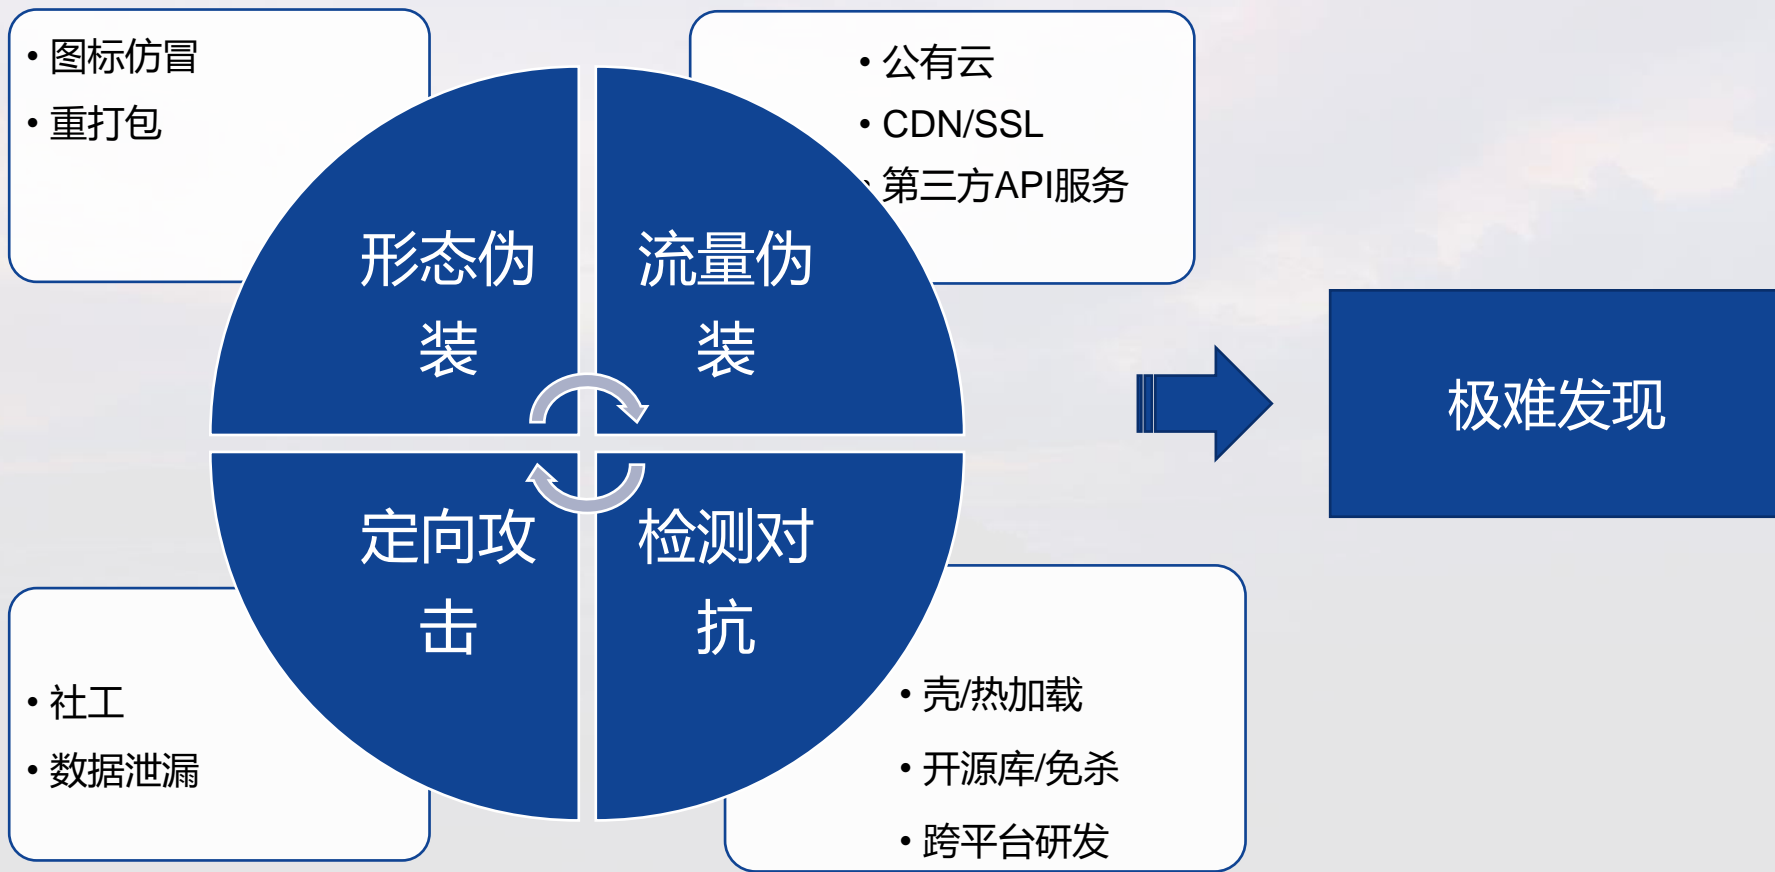 • 图标仿冒
• 重打包
• 公有云
• CDN/SSL
• 第三方API服务
形态伪
装
流量伪
装
定向攻
击
检测对
抗
• 社工
• 数据泄漏
• 壳/热加载
• 开源库/免杀
• 跨平台研发
极难发现